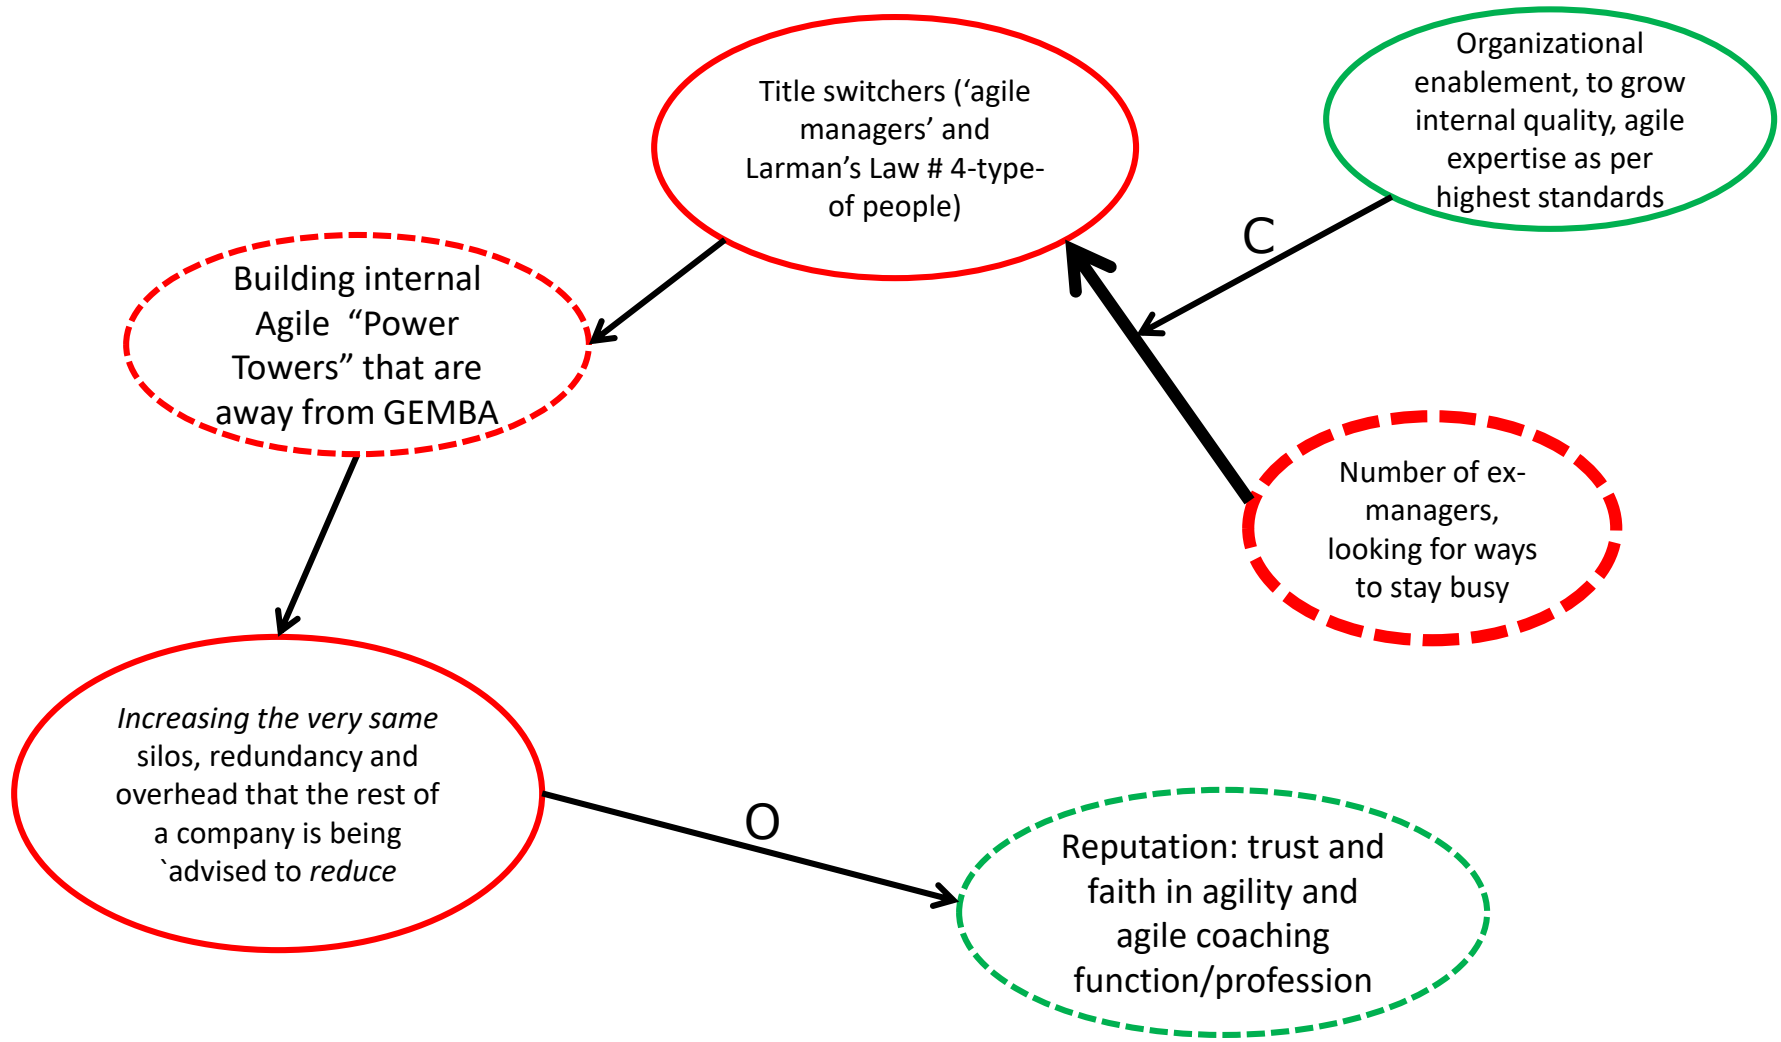 Title switchers (‘agile
managers’ and
Larman’s Law # 4-type-
of people)
Organizational
enablement, to grow
internal quality, agile
expertise as per
highest standards
C
Building internal
Agile “Power
Towers” that are
away from GEMBA
Number of ex-
managers,
looking for ways
to stay busy
Increasing the very same
silos, redundancy and
overhead that the rest of
a company is being
`advised to reduce
O
Reputation: trust and
faith in agility and
agile coaching
function/profession